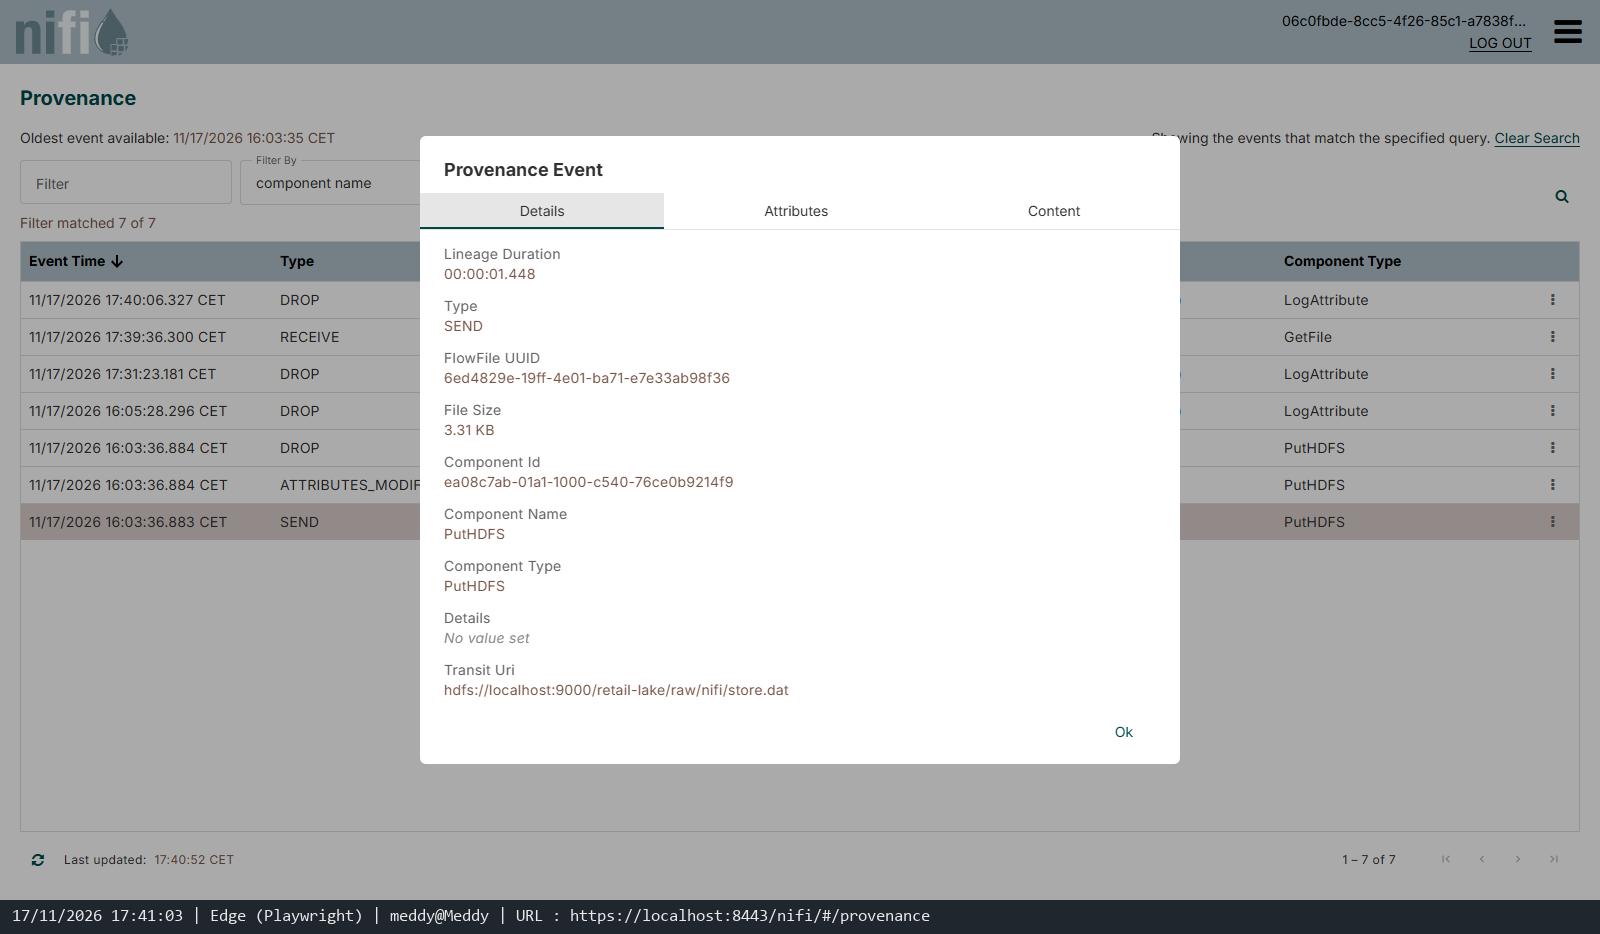 nifi
06c0fbde-8cc5-4f26-85c1-a7838f...
LOG OUT
Provenance
Oldest event available: 11/17/2026 16:03:35 CET
wing the events that match the specified query. Clear Search
Filter
Filter By
component name
Filter matched 7 of 7
Event Time Type Component Type
11/17/2026 17:40:06.327 CET DROP LogAttribute
11/17/2026 17:39:36.300 CET RECEIVE GetFile
11/17/2026 17:31:23.181 CET DROP LogAttribute
11/17/2026 16:05:28.296 CET DROP LogAttribute
11/17/2026 16:03:36.884 CET DROP PutHDFS
11/17/2026 16:03:36.884 CET ATTRIBUTES_MODIF PutHDFS
11/17/2026 16:03:36.883 CET SEND PutHDFS
Provenance Event
Details Attributes Content
Lineage Duration
00:00:01.448
Type
SEND
FlowFile UUID
6ed4829e-19ff-4e01-ba71-e7e33ab98f36
File Size
3.31 KB
Component Id
ea08c7ab-01a1-1000-c540-76ce0b9214f9
Component Name
PutHDFS
Component Type
PutHDFS
Details
No value set
Transit Uri
hdfs://localhost:9000/retail-lake/raw/nifi/store.dat
Ok
Last updated: 17:40:52 CET
1 – 7 of 7
17/11/2026 17:41:03 | Edge (Playwright) | meddy@Meddy | URL : https://localhost:8443/nifi/#/provenance